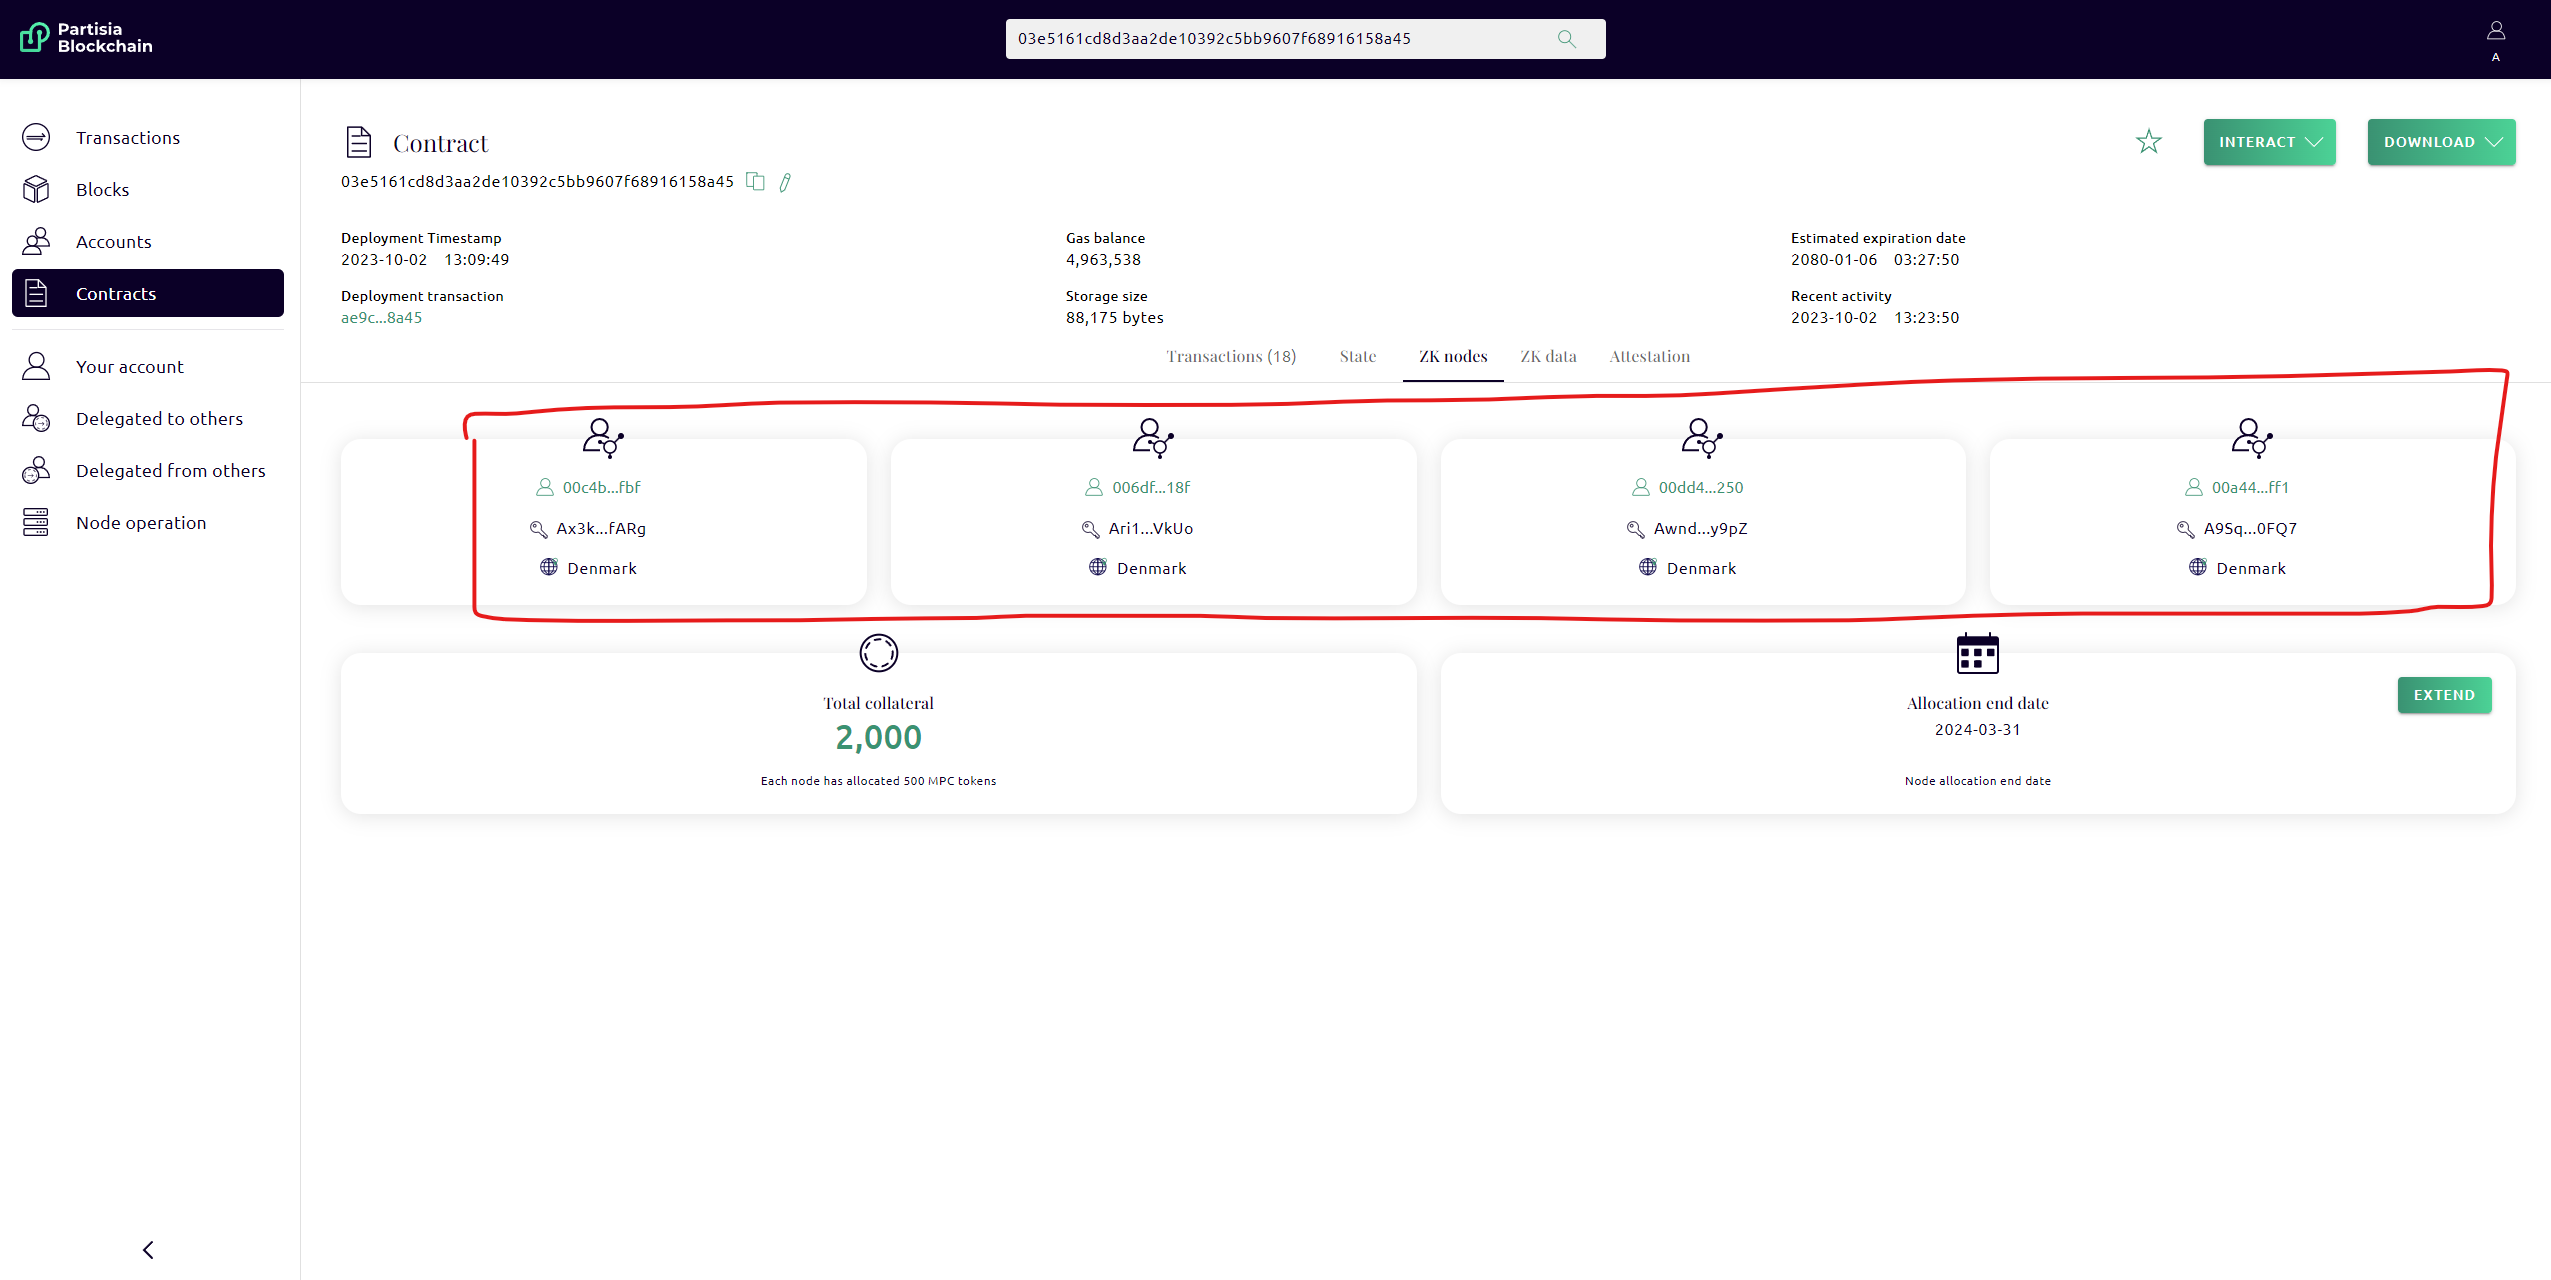 Partisia
Blockchain
03e5161cd8d3aa2de10392c5bb9607f68916158a45
A
Transactions
Blocks
Accounts
Contracts
Your account
Delegated to others
Delegated from others
Node operation
Contract
INTERACT
DOWNLOAD
03e5161cd8d3aa2de10392c5bb9607f68916158a45
Deployment Timestamp
2023-10-02 13:09:49
Gas balance
4,963,538
Estimated expiration date
2080-01-06 03:27:50
Deployment transaction
ae9c...8a45
Storage size
88,175 bytes
Recent activity
2023-10-02 13:23:50
Transactions (18) State ZK nodes ZK data Attestation
00c4b...fbf
Ax3k...fARg
Denmark
006df...18f
Ari1...VkUo
Denmark
00dd4...250
Awnd...y9pZ
Denmark
00a44...ff1
A9Sq...0FQ7
Denmark
Total collateral
2,000
Each node has allocated 500 MPC tokens
Allocation end date
2024-03-31
Node allocation end date
EXTEND